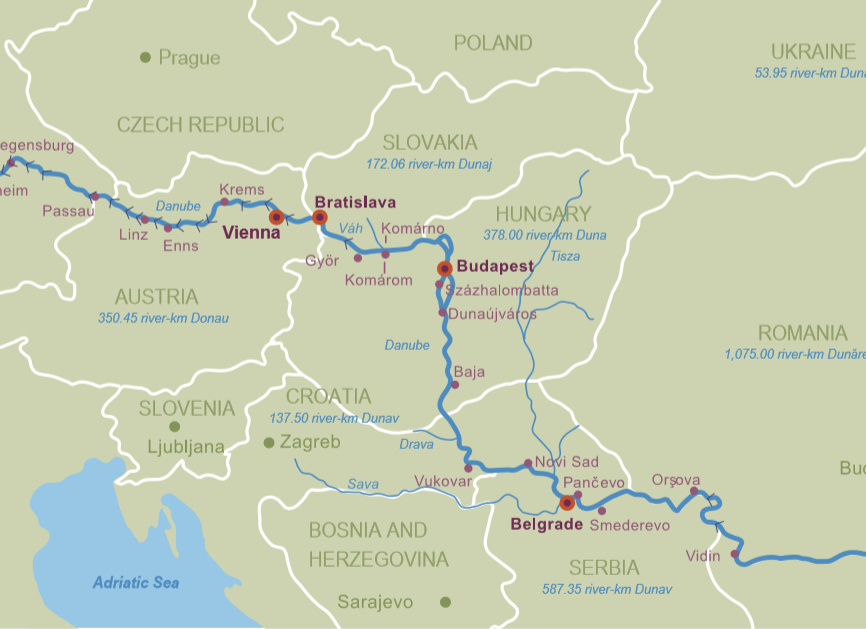 POLAND
UKRAINE
Prague
53.95 river-km Dun
CZECH REPUBLIC
SLOVAKIA
172.06 river-km Dunaj
egensburg
heim
Krems
Passau
Danube
Bratislava
HUNGARY
378.00 river-km Duna
Linz
Enns
Vienna
Váh
Komárno
Tisza
Györ
Komárom
Budapest
Százhalombatta
AUSTRIA
350.45 river-km Donau
Dunaújváros
ROMANIA
1,075.00 river-km Dunăre
Danube
Baja
CROATIA
137.50 river-km Dunav
SLOVENIA
Ljubljana
Zagreb
Drava
Novi Sad
Buc
Vukovar
Sava
Pančevo
Orşova
Belgrade
Smederevo
BOSNIA AND
HERZEGOVINA
Vidin
SERBIA
587.35 river-km Dunav
Adriatic Sea
Sarajevo